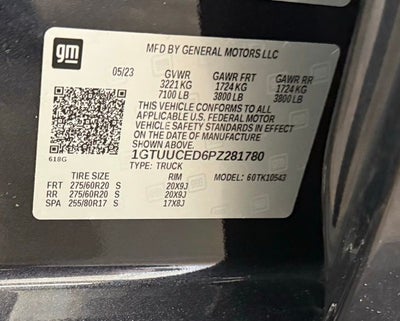 gm
MFD BY GENERAL MOTORS LLC
05/23 GVWR GAWR FRT GAWR RR
3221 KG 1724 KG 1724 KG
7100 LB 3800 LB 3800 LB
THIS VEHICLE CONFORMS TO ALL
APPLICABLE U.S. FEDERAL MOTOR
VEHICLE SAFETY STANDARDS IN EFFECT
ON THE DATE OF MANUFACTURE
SHOWN ABOVE.
618G 1GTUUCED6PZ281780
TYPE: TRUCK MODEL: 60TK10543
TIRE SIZE RIM
FRT 275/60R20 S 20X9J
RR 275/60R20 S 20X9J
SPA 255/80R17 S 17X8J